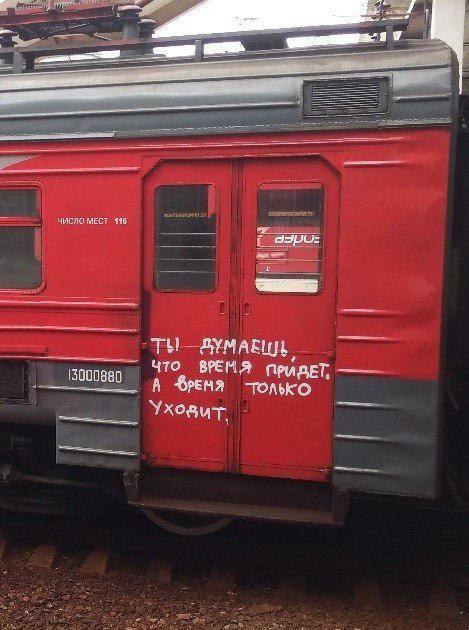 ЧИСЛО МЕСТ 116
ТЫ ДУМАЕШЬ,
ЧТО ВРЕМЯ ПРИДЕТ,
А ВРЕМЯ ТОЛЬКО
УХОДИТ.
13000880